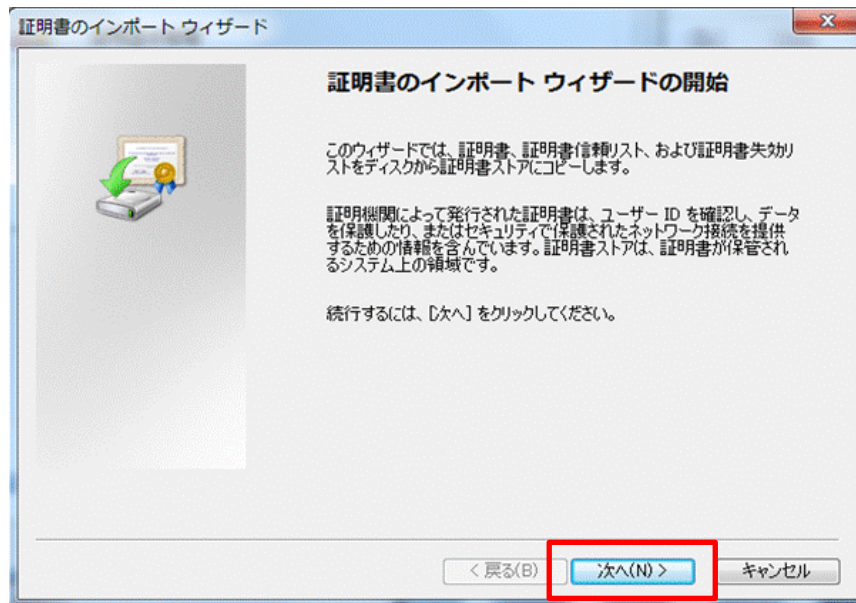 証明書のインポート ウィザード
証明書のインポート ウィザードの開始
このウィザードでは、証明書、証明書信頼リスト、および証明書失効リ
ストをディスクから証明書ストアにコピーします。
証明機関によって発行された証明書は、ユーザー ID を確認し、データ
を保護したり、またはセキュリティで保護されたネットワーク接続を提供
するための情報を含んでいます。証明書ストアは、証明書が保管され
るシステム上の領域です。
続行するには、[次へ] をクリックしてください。
< 戻る(B)
次へ(N) >
キャンセル